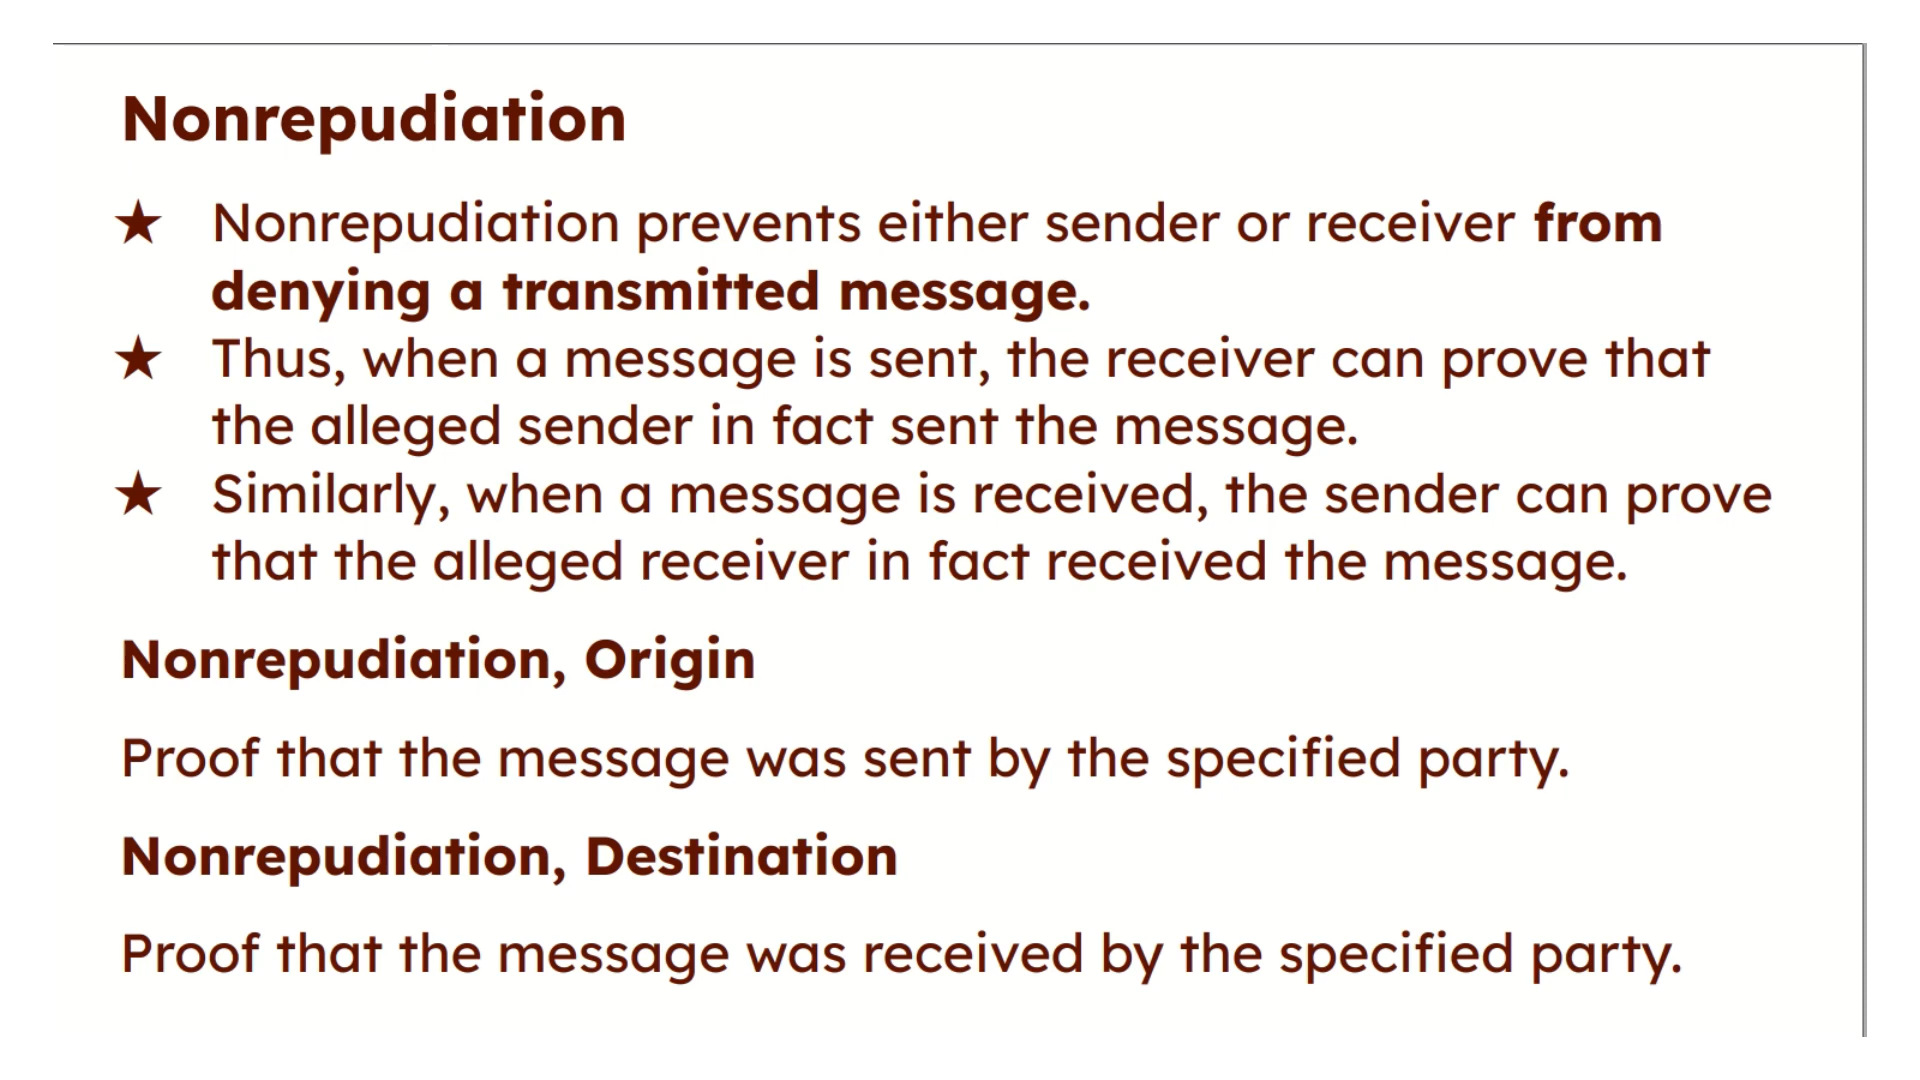 Nonrepudiation
★ Nonrepudiation prevents either sender or receiver from
denying a transmitted message.
★ Thus, when a message is sent, the receiver can prove that
the alleged sender in fact sent the message.
★ Similarly, when a message is received, the sender can prove
that the alleged receiver in fact received the message.
Nonrepudiation, Origin
Proof that the message was sent by the specified party.
Nonrepudiation, Destination
Proof that the message was received by the specified party.